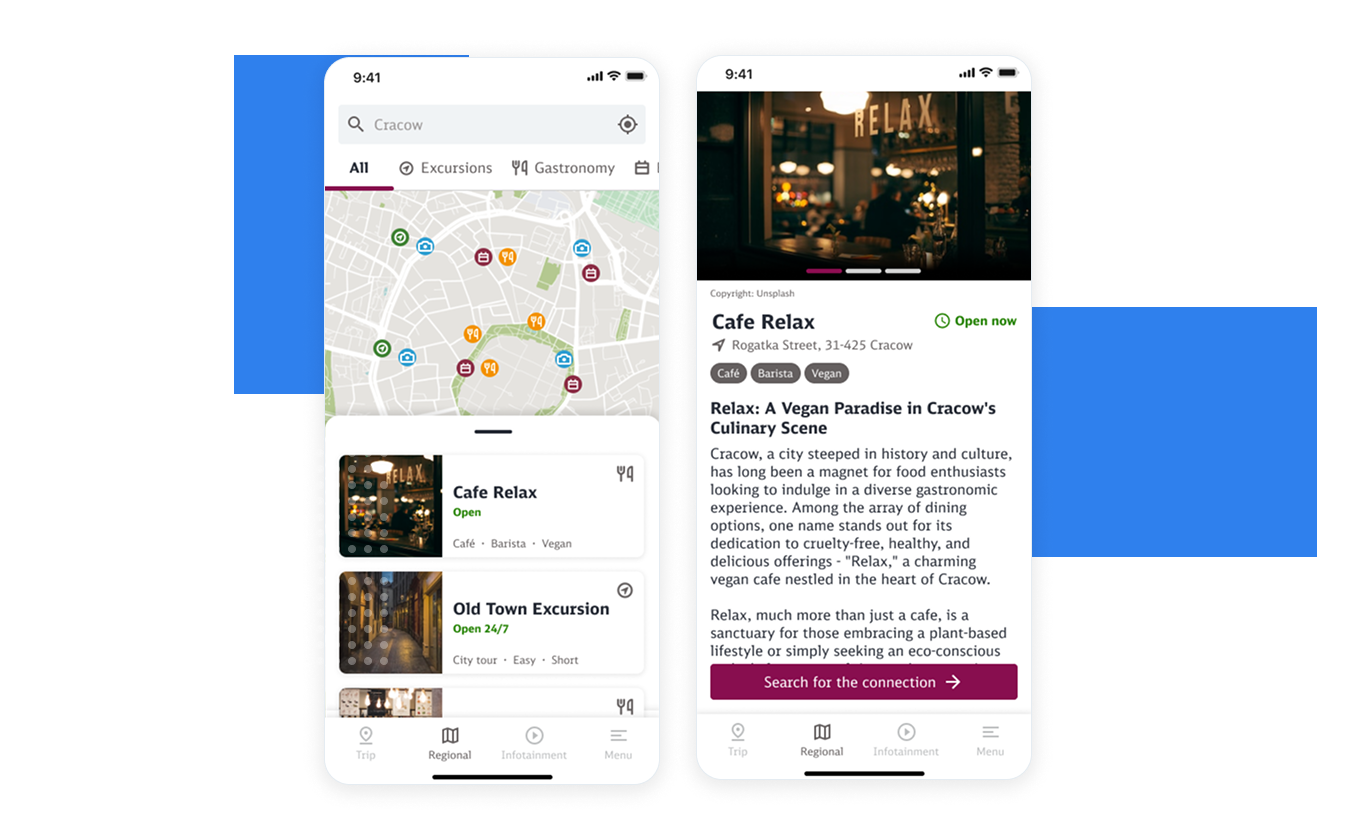 9:41
Cracow
All Excursions Gastronomy
Cafe Relax
Open
Café · Barista · Vegan
Old Town Excursion
Open 24/7
City tour · Easy · Short
Trip Regional Infotainment Menu
9:41
RELAX
Copyright: Unsplash
Cafe Relax Open now
Rogatka Street, 31-425 Cracow
Café Barista Vegan
Relax: A Vegan Paradise in Cracow's
Culinary Scene
Cracow, a city steeped in history and culture,
has long been a magnet for food enthusiasts
looking to indulge in a diverse gastronomic
experience. Among the array of dining
options, one name stands out for its
dedication to cruelty-free, healthy, and
delicious offerings - "Relax," a charming
vegan cafe nestled in the heart of Cracow.
Relax, much more than just a cafe, is a
sanctuary for those embracing a plant-based
lifestyle or simply seeking an eco-conscious
Search for the connection
Trip Regional Infotainment Menu